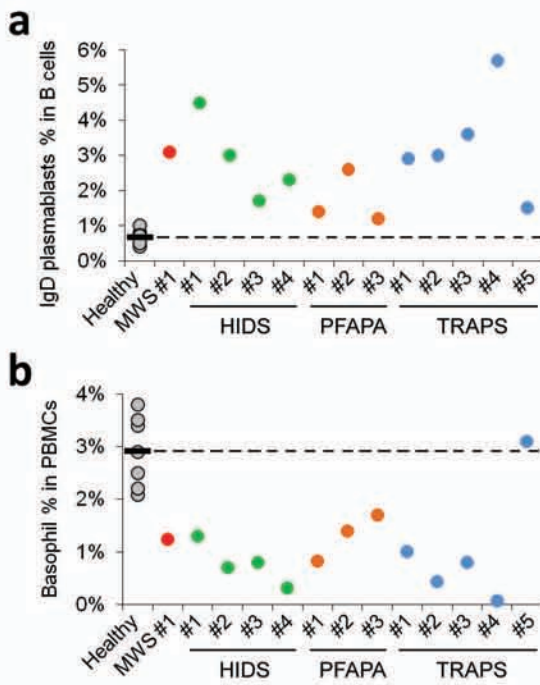 a
IgD plasmablasts % in B cells
6%
5%
4%
3%
2%
1%
0%
Healthy
MWS #1
#1
#2
#3
#4
#1
#2
#3
#1
#2
#3
#4
#5
HIDS
PFAPA
TRAPS
b
Basophil % in PBMCs
4%
3%
2%
1%
0%
Healthy
MWS #1
#1
#2
#3
#4
#1
#2
#3
#1
#2
#3
#4
#5
HIDS
PFAPA
TRAPS